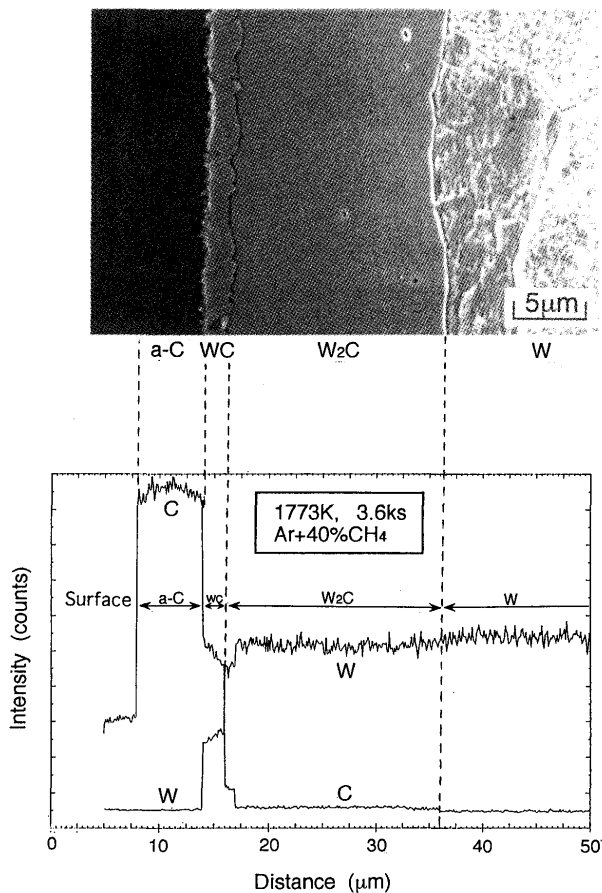 5μm
a-C WC W2C W
C
1773K, 3.6ks
Ar+40%CH4
Surface a-C WC W2C W
W
W C
Intensity (counts)
0 10 20 30 40 50
Distance (μm)